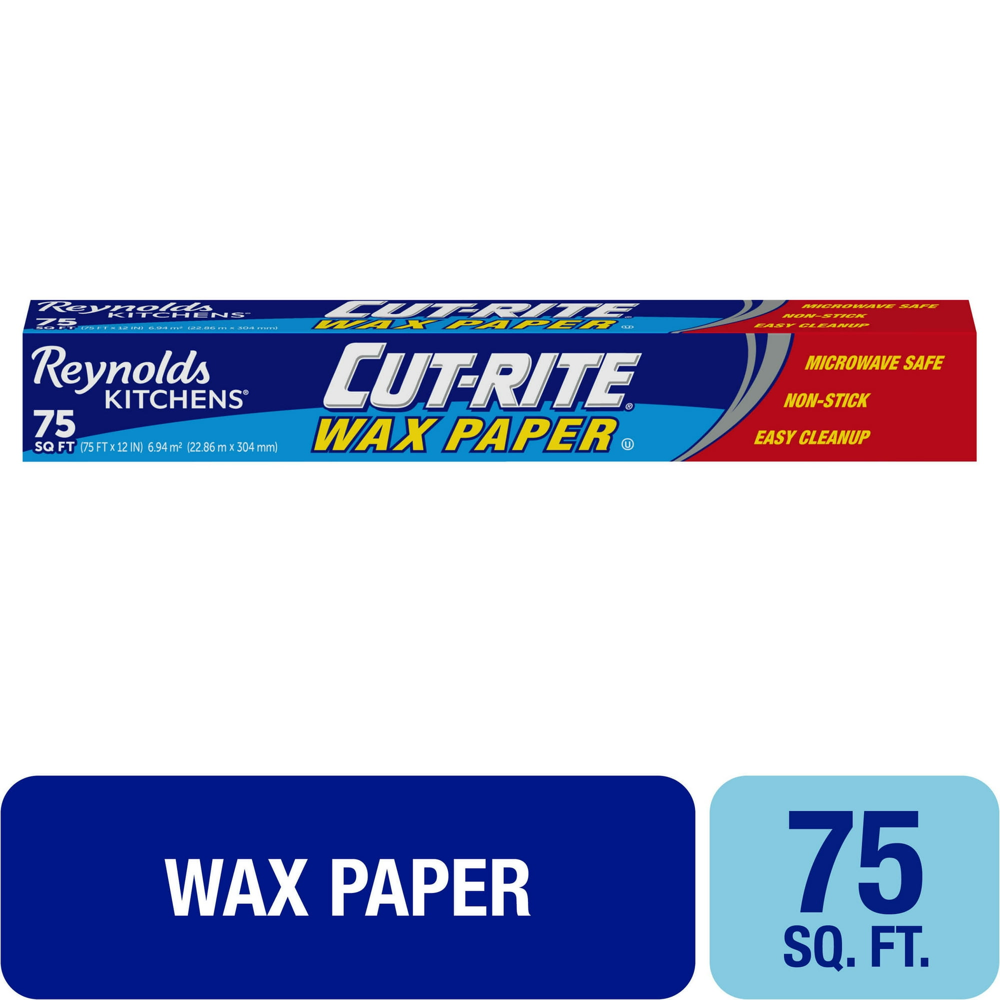 Reynolds
KITCHENS®
75
SQ FT (75 FT x 12 IN) 6.94 m² (22.86 m x 304 mm)
CUT-RITE®
WAX PAPER Ⓤ
MICROWAVE SAFE
NON-STICK
EASY CLEANUP
Reynolds
KITCHENS®
75
SQ FT (75 FT x 12 IN) 6.94 m² (22.86 m x 304 mm)
CUT-RITE®
WAX PAPER Ⓤ
MICROWAVE SAFE
NON-STICK
EASY CLEANUP
WAX PAPER
75
SQ. FT.